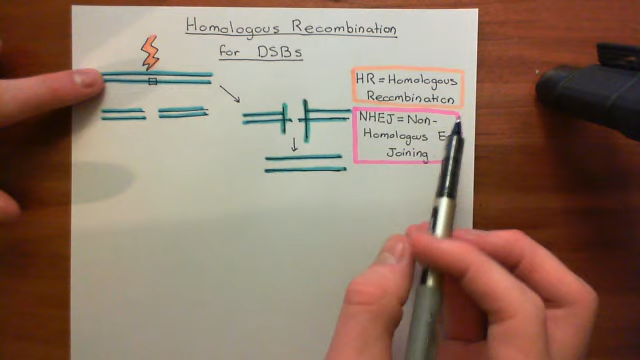 Homologous Recombination
for DSBs
HR = Homologous
Recombination
NHEJ = Non-
Homologous
Joining